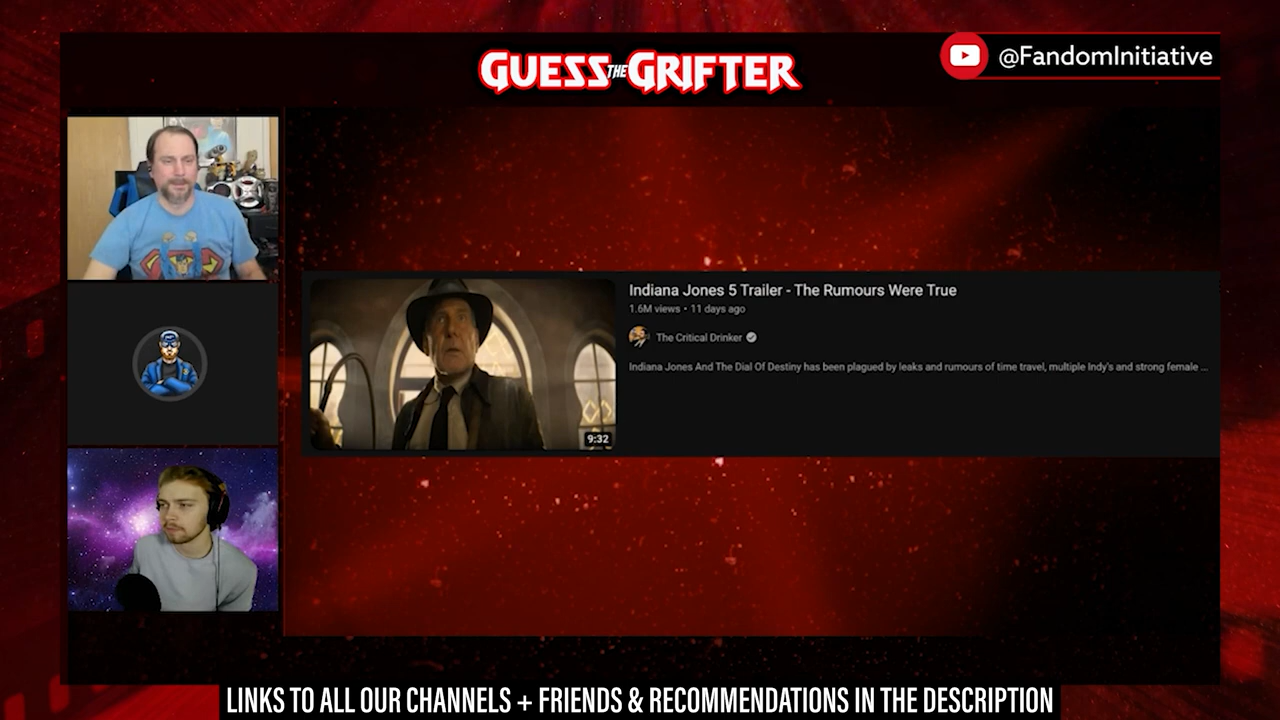 GUESS THE GRIFTER
@FandomInitiative
Indiana Jones 5 Trailer - The Rumours Were True
1.6M views • 11 days ago
The Critical Drinker
Indiana Jones And The Dial Of Destiny has been plagued by leaks and rumours of time travel, multiple Indy's and strong female ...
9:32
LINKS TO ALL OUR CHANNELS + FRIENDS & RECOMMENDATIONS IN THE DESCRIPTION